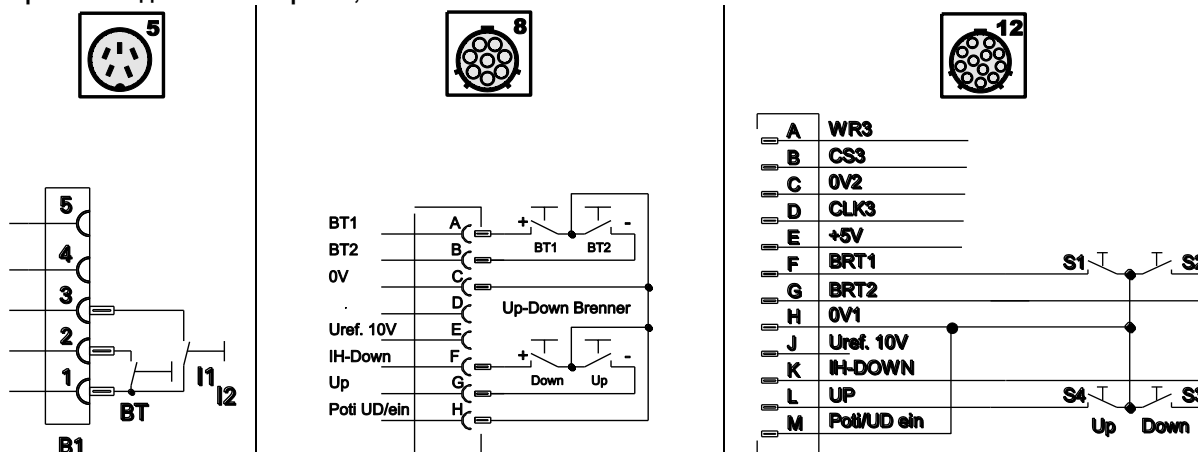 5
8
12
5
4
3
2
1
I1
I2
BT
B1
BT1 A + BT1 BT2 -
BT2 B
0V C
. D Up-Down Brenner
Uref. 10V E
IH-Down F + Down Up -
Up G
Poti UD/ein H
A WR3
B CS3
C 0V2
D CLK3
E +5V
F BRT1 S1
G BRT2
H 0V1
J Uref. 10V
K IH-DOWN
L UP S4
M Poti/UD ein Up Down